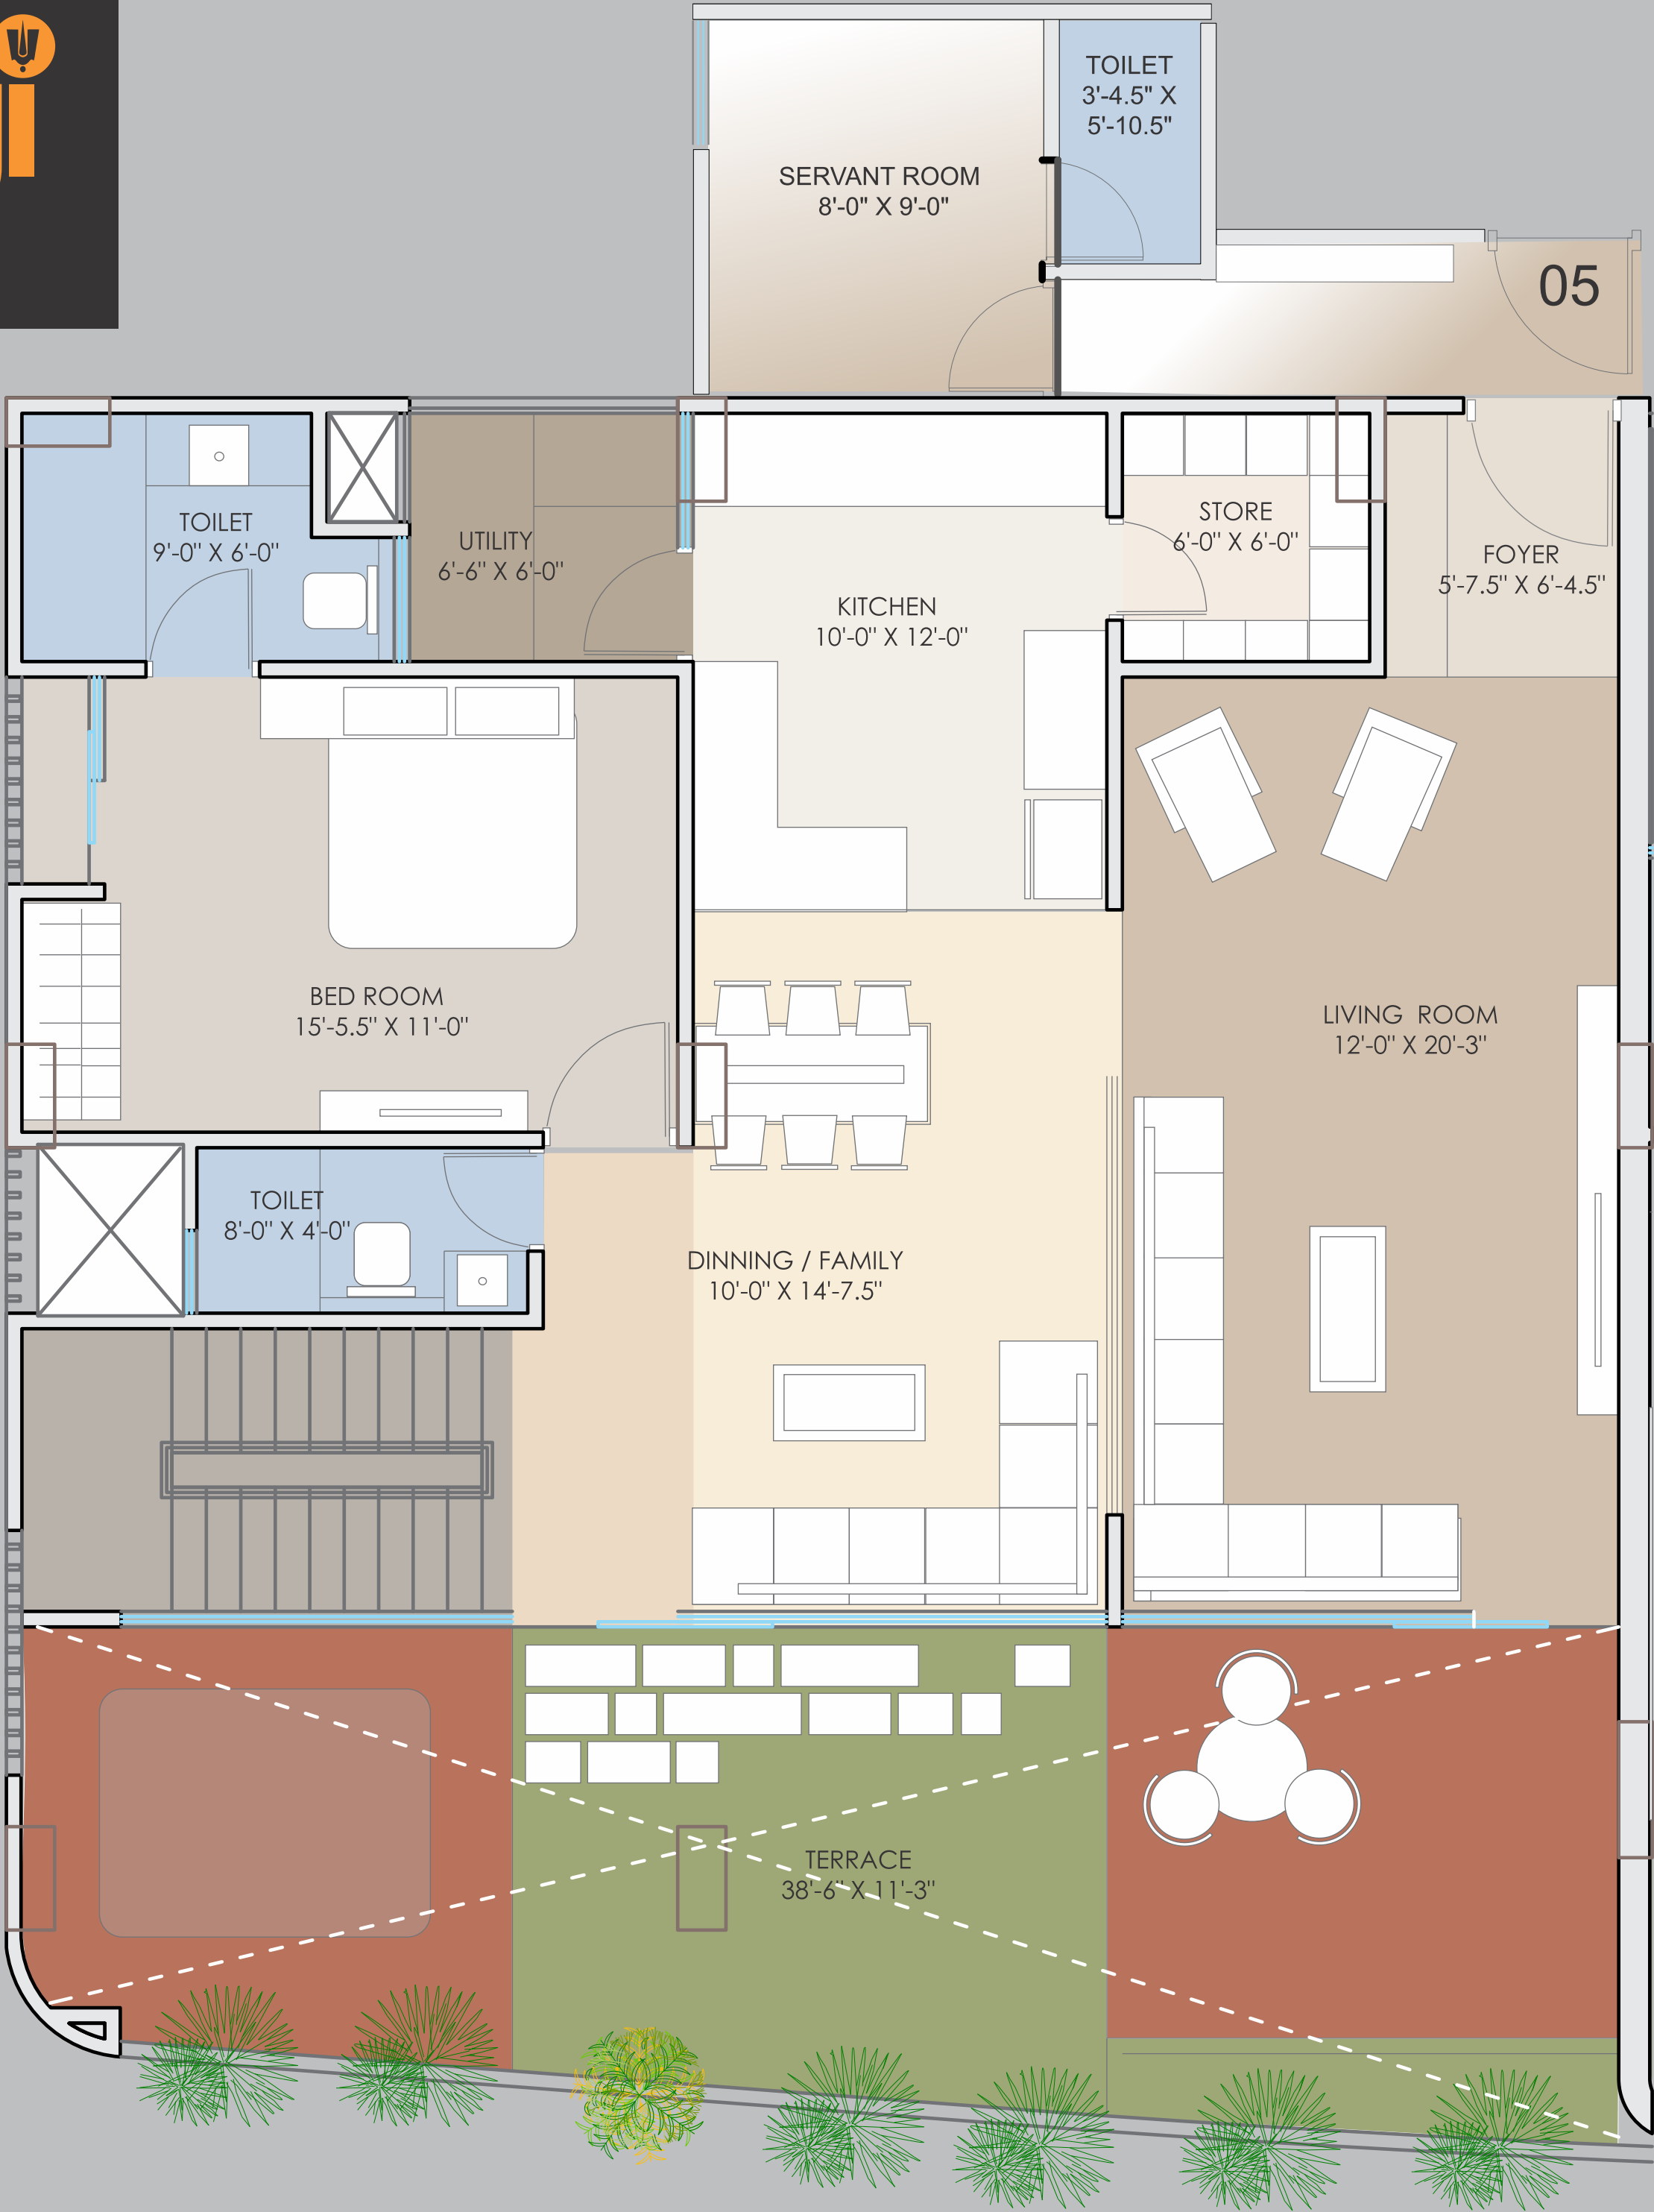 TOILET
3'-4.5" X
5'-10.5"
SERVANT ROOM
8'-0" X 9'-0"
05
TOILET
9'-0" X 6'-0"
UTILITY
6'-6" X 6'-0"
STORE
6'-0" X 6'-0"
FOYER
5'-7.5" X 6'-4.5"
KITCHEN
10'-0" X 12'-0"
BED ROOM
15'-5.5" X 11'-0"
LIVING ROOM
12'-0" X 20'-3"
TOILET
8'-0" X 4'-0"
DINNING / FAMILY
10'-0" X 14'-7.5"
TERRACE
38'-6" X 11'-3"